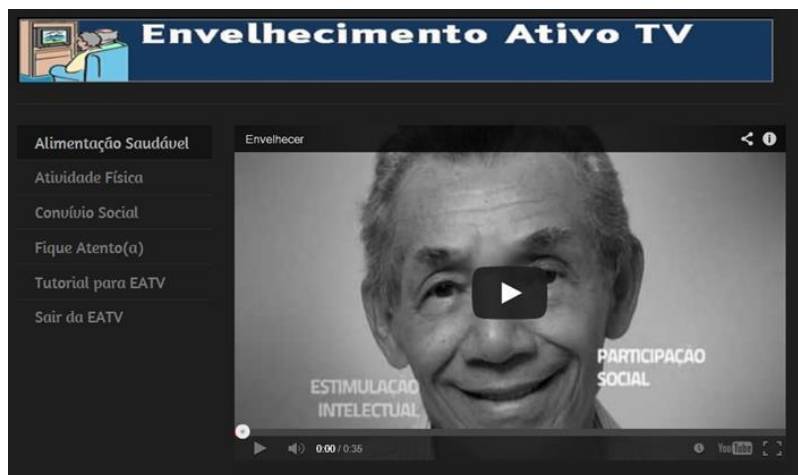 Envelhecimento Ativo TV
Alimentação Saudável
Atividade Física
Convívio Social
Fique Atento(a)
Tutorial para EATV
Sair da EATV
Envelhecer
PARTICIPAÇÃO
SOCIAL
ESTIMULAÇÃO
INTELECTUAL
0:00 / 0:35
YouTube